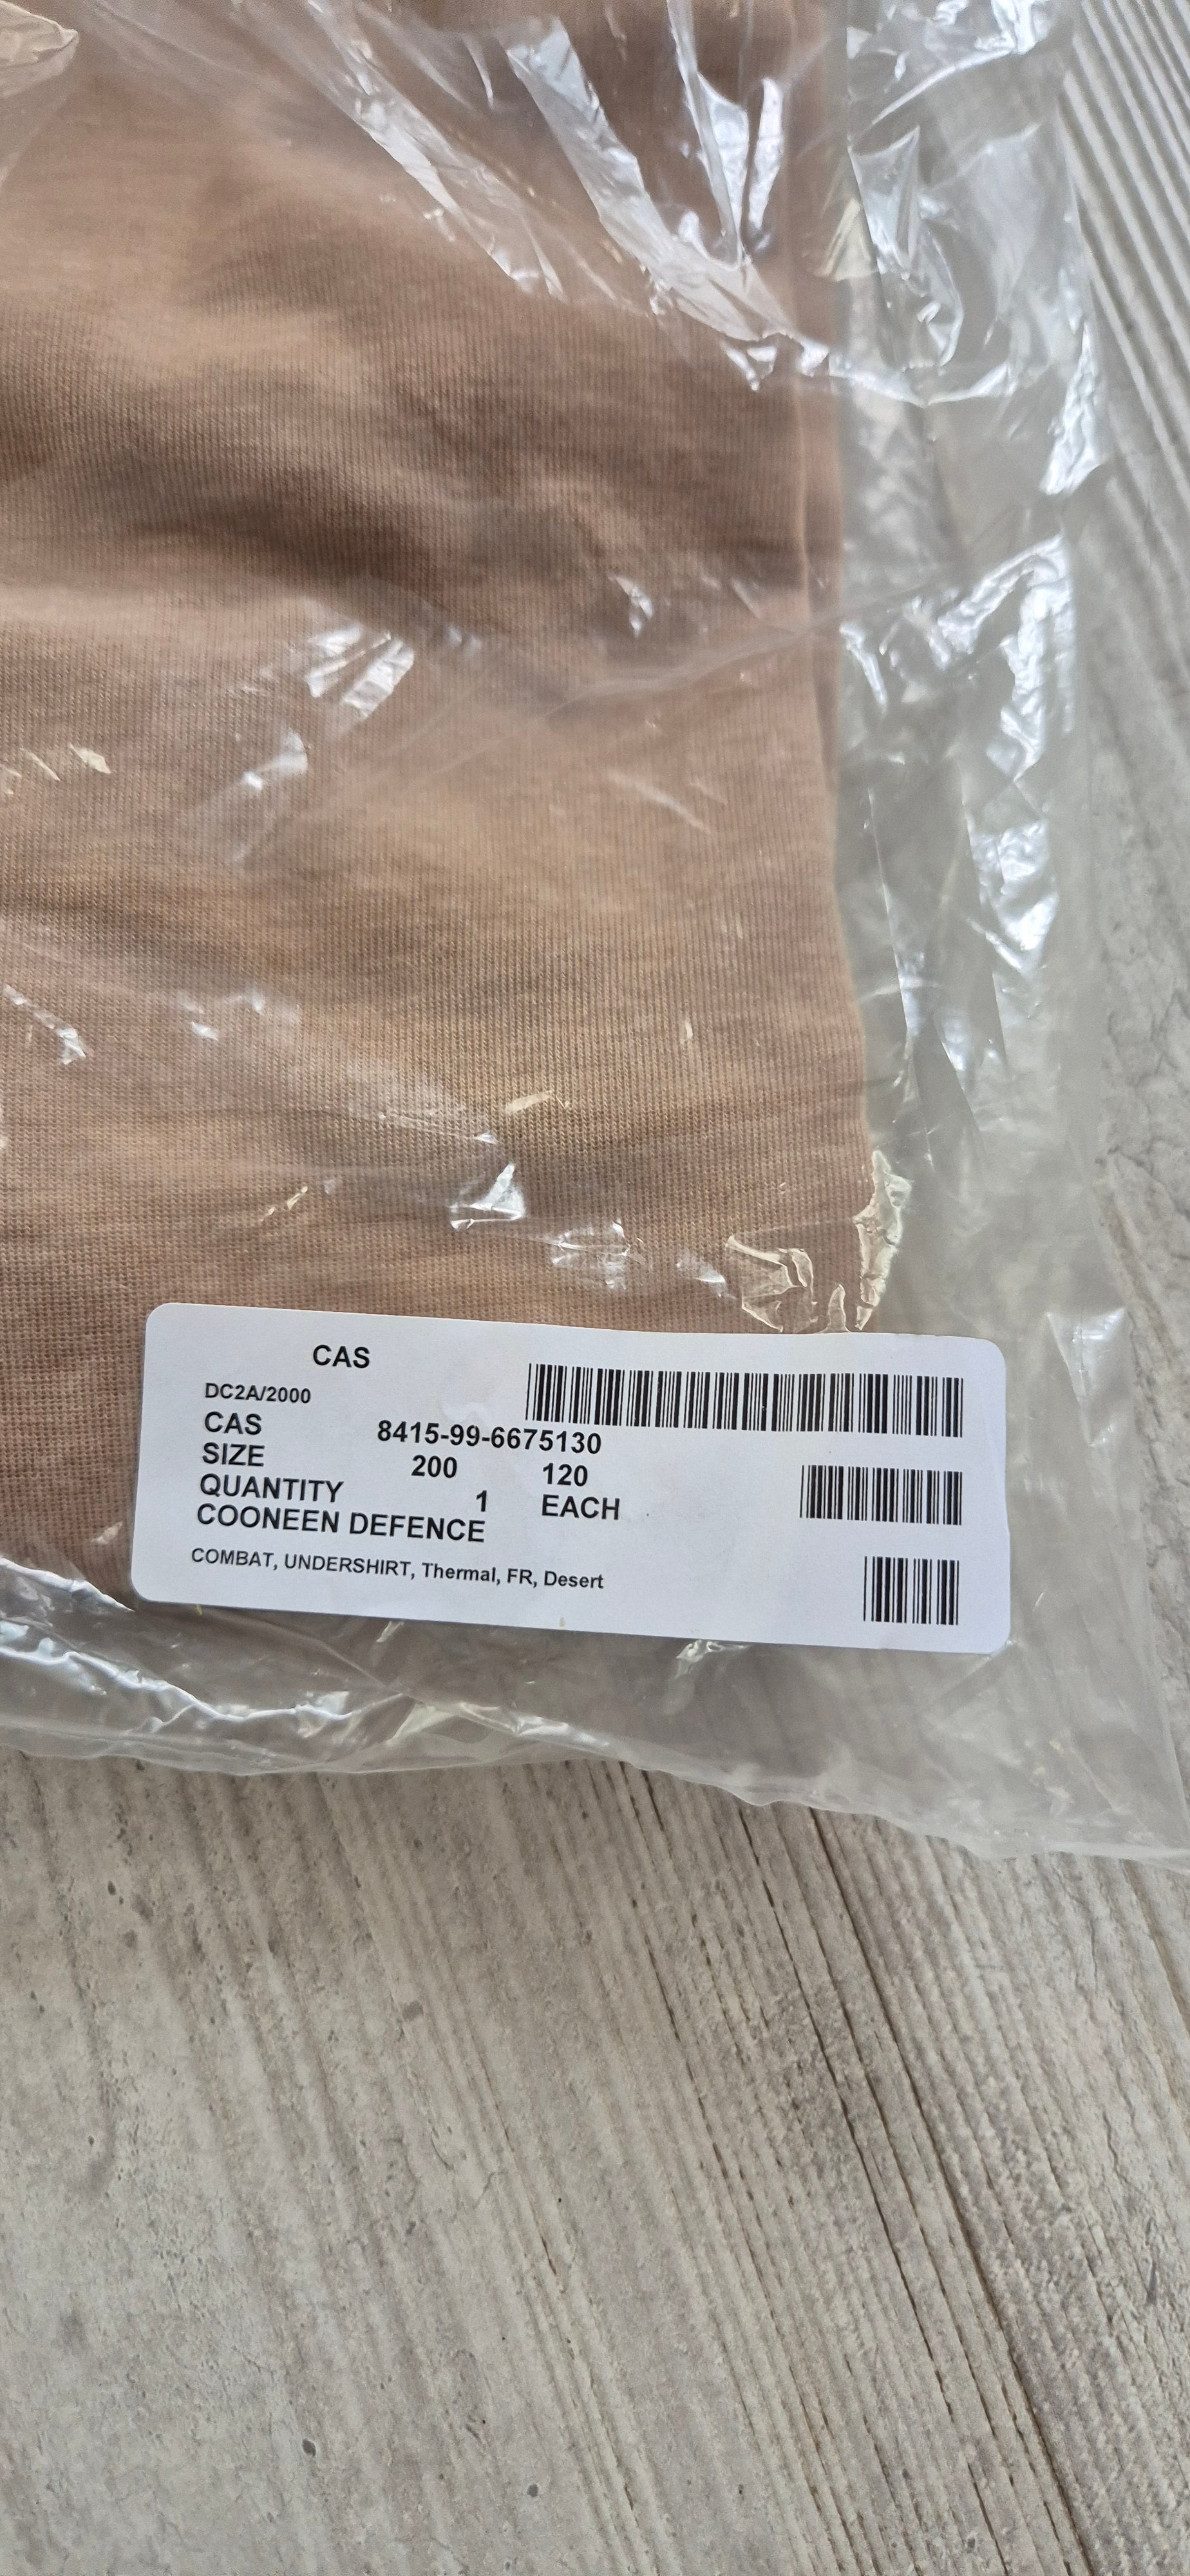 CAS
DC2A/2000
CAS 8415-99-6675130
SIZE 200 120
QUANTITY 1 EACH
COONEEN DEFENCE
COMBAT, UNDERSHIRT, Thermal, FR, Desert